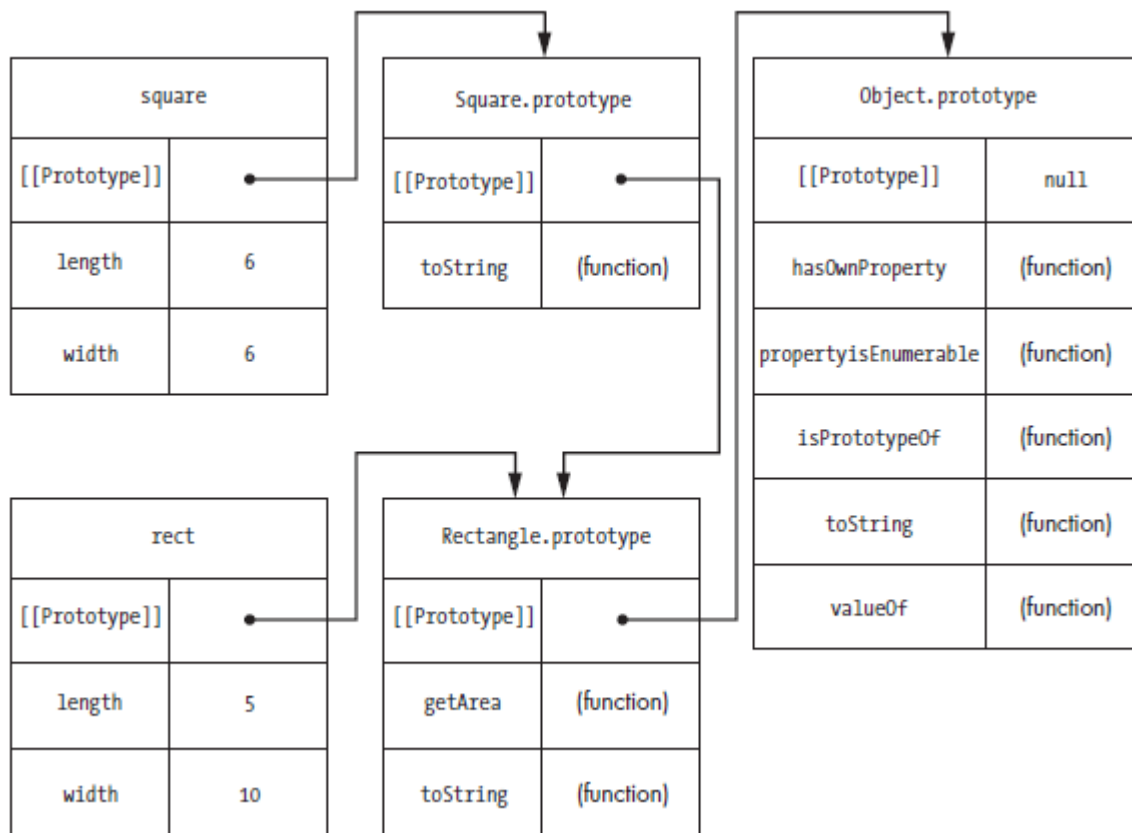 square
[[Prototype]]
length 6
width 6
Square.prototype
[[Prototype]]
toString (function)
Object.prototype
[[Prototype]] null
hasOwnProperty (function)
propertyisEnumerable (function)
isPrototypeOf (function)
toString (function)
valueOf (function)
rect
[[Prototype]]
length 5
width 10
Rectangle.prototype
[[Prototype]]
getArea (function)
toString (function)